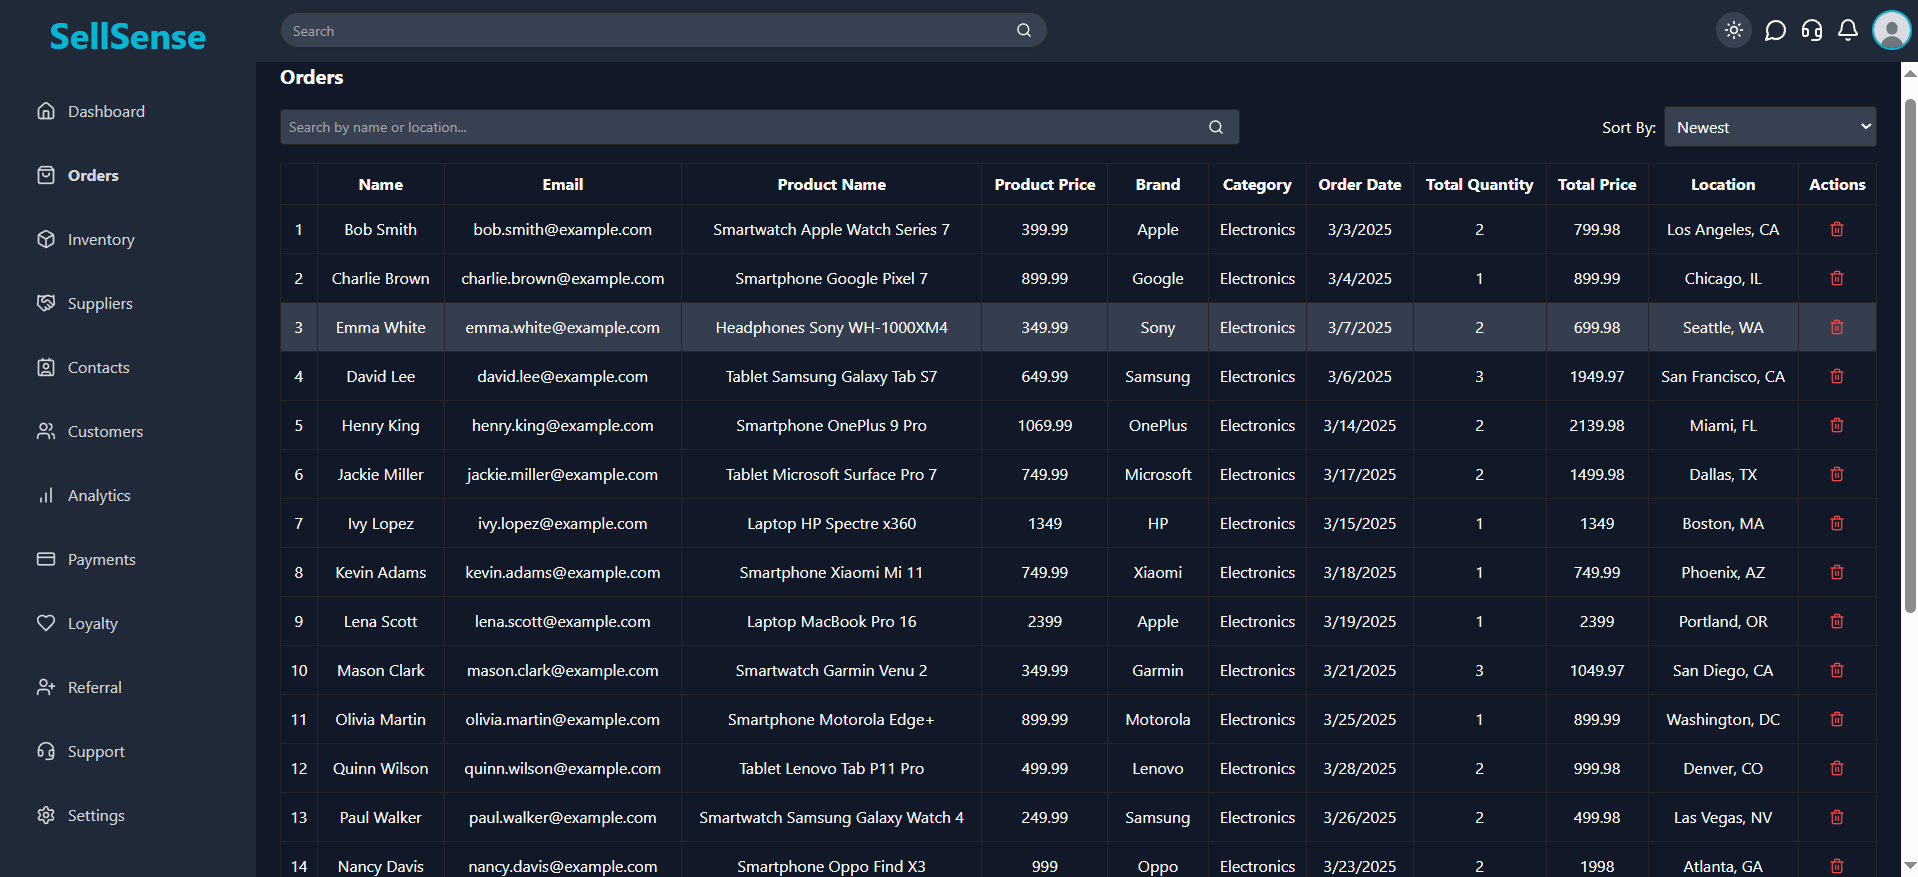 SellSense
Search
Dashboard
Orders
Inventory
Suppliers
Contacts
Customers
Analytics
Payments
Loyalty
Referral
Support
Settings
Orders
Search by name or location...
Sort By: Newest
Name Email Product Name Product Price Brand Category Order Date Total Quantity Total Price Location Actions
1 Bob Smith bob.smith@example.com Smartwatch Apple Watch Series 7 399.99 Apple Electronics 3/3/2025 2 799.98 Los Angeles, CA
2 Charlie Brown charlie.brown@example.com Smartphone Google Pixel 7 899.99 Google Electronics 3/4/2025 1 899.99 Chicago, IL
3 Emma White emma.white@example.com Headphones Sony WH-1000XM4 349.99 Sony Electronics 3/7/2025 2 699.98 Seattle, WA
4 David Lee david.lee@example.com Tablet Samsung Galaxy Tab S7 649.99 Samsung Electronics 3/6/2025 3 1949.97 San Francisco, CA
5 Henry King henry.king@example.com Smartphone OnePlus 9 Pro 1069.99 OnePlus Electronics 3/14/2025 2 2139.98 Miami, FL
6 Jackie Miller jackie.miller@example.com Tablet Microsoft Surface Pro 7 749.99 Microsoft Electronics 3/17/2025 2 1499.98 Dallas, TX
7 Ivy Lopez ivy.lopez@example.com Laptop HP Spectre x360 1349 HP Electronics 3/15/2025 1 1349 Boston, MA
8 Kevin Adams kevin.adams@example.com Smartphone Xiaomi Mi 11 749.99 Xiaomi Electronics 3/18/2025 1 749.99 Phoenix, AZ
9 Lena Scott lena.scott@example.com Laptop MacBook Pro 16 2399 Apple Electronics 3/19/2025 1 2399 Portland, OR
10 Mason Clark mason.clark@example.com Smartwatch Garmin Venu 2 349.99 Garmin Electronics 3/21/2025 3 1049.97 San Diego, CA
11 Olivia Martin olivia.martin@example.com Smartphone Motorola Edge+ 899.99 Motorola Electronics 3/25/2025 1 899.99 Washington, DC
12 Quinn Wilson quinn.wilson@example.com Tablet Lenovo Tab P11 Pro 499.99 Lenovo Electronics 3/28/2025 2 999.98 Denver, CO
13 Paul Walker paul.walker@example.com Smartwatch Samsung Galaxy Watch 4 249.99 Samsung Electronics 3/26/2025 2 499.98 Las Vegas, NV
14 Nancy Davis nancy.davis@example.com Smartphone Oppo Find X3 999 Oppo Electronics 3/23/2025 2 1998 Atlanta, GA